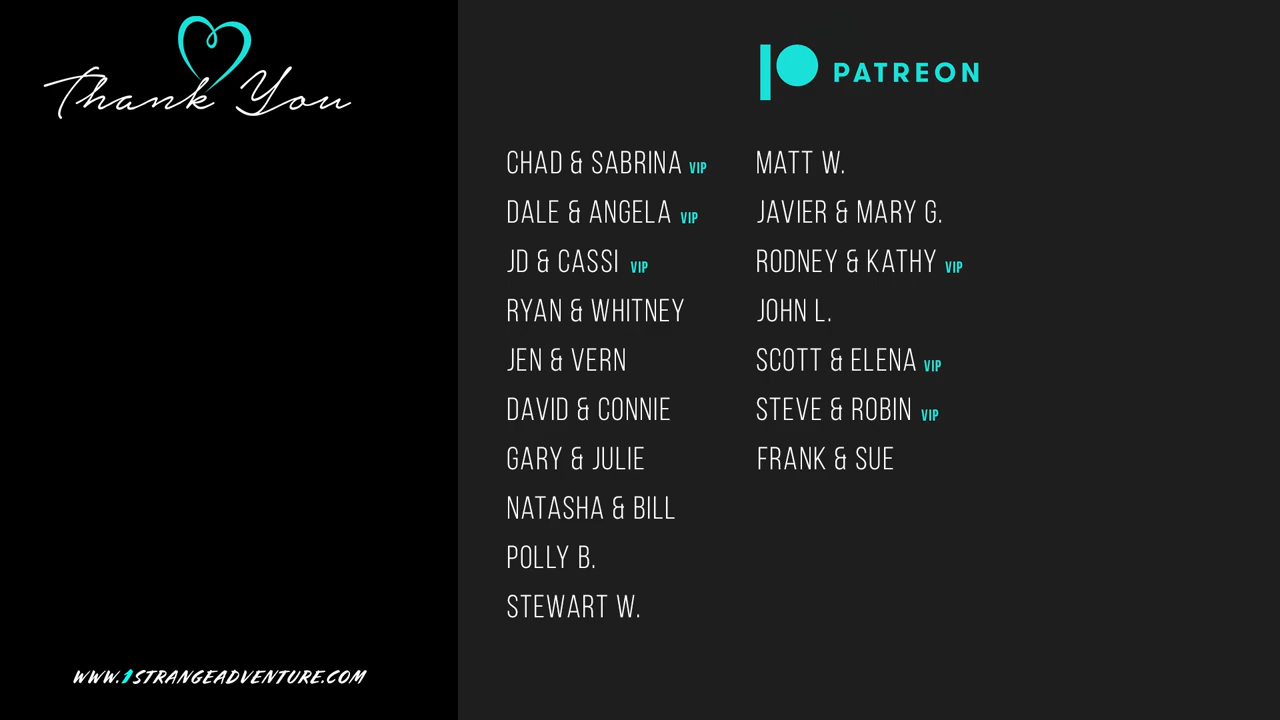 Thank You
PATREON
CHAD & SABRINA VIP
DALE & ANGELA VIP
JD & CASSI VIP
RYAN & WHITNEY
JEN & VERN
DAVID & CONNIE
GARY & JULIE
NATASHA & BILL
POLLY B.
STEWART W.
MATT W.
JAVIER & MARY G.
RODNEY & KATHY VIP
JOHN L.
SCOTT & ELENA VIP
STEVE & ROBIN VIP
FRANK & SUE
WWW.1STRANGEADVENTURE.COM